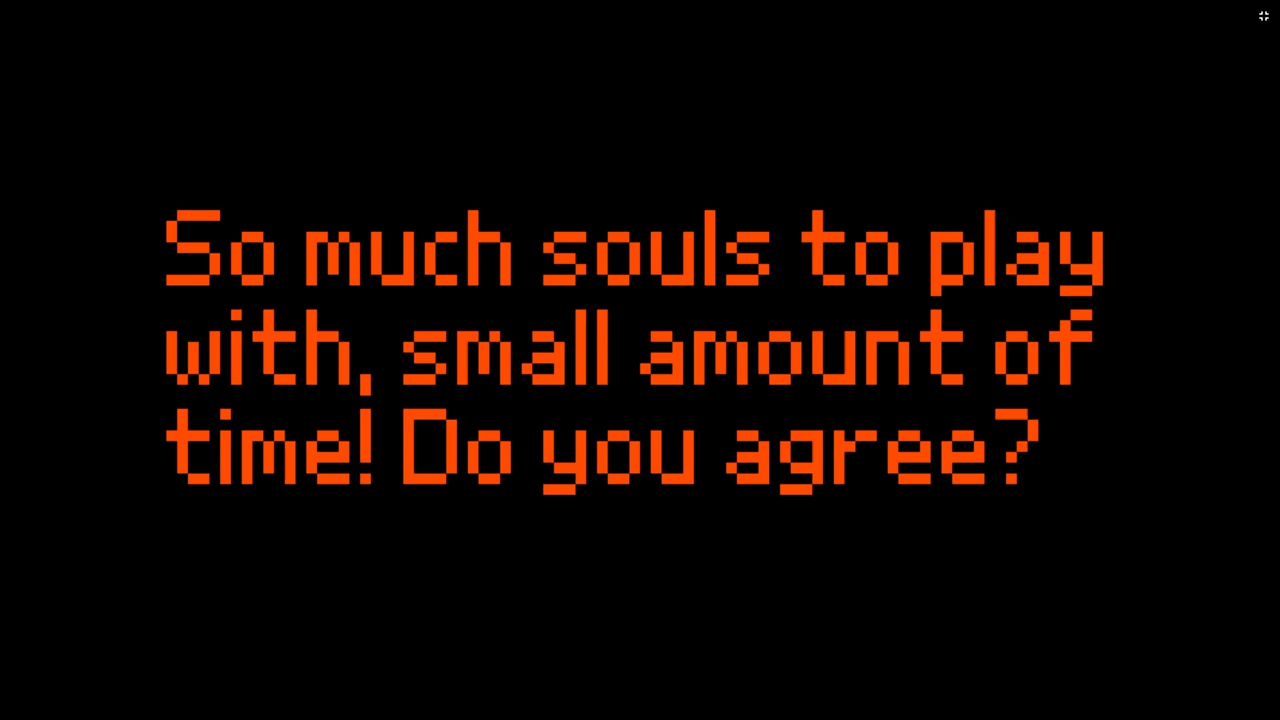 So much souls to play
with, small amount of
time! Do you agree?